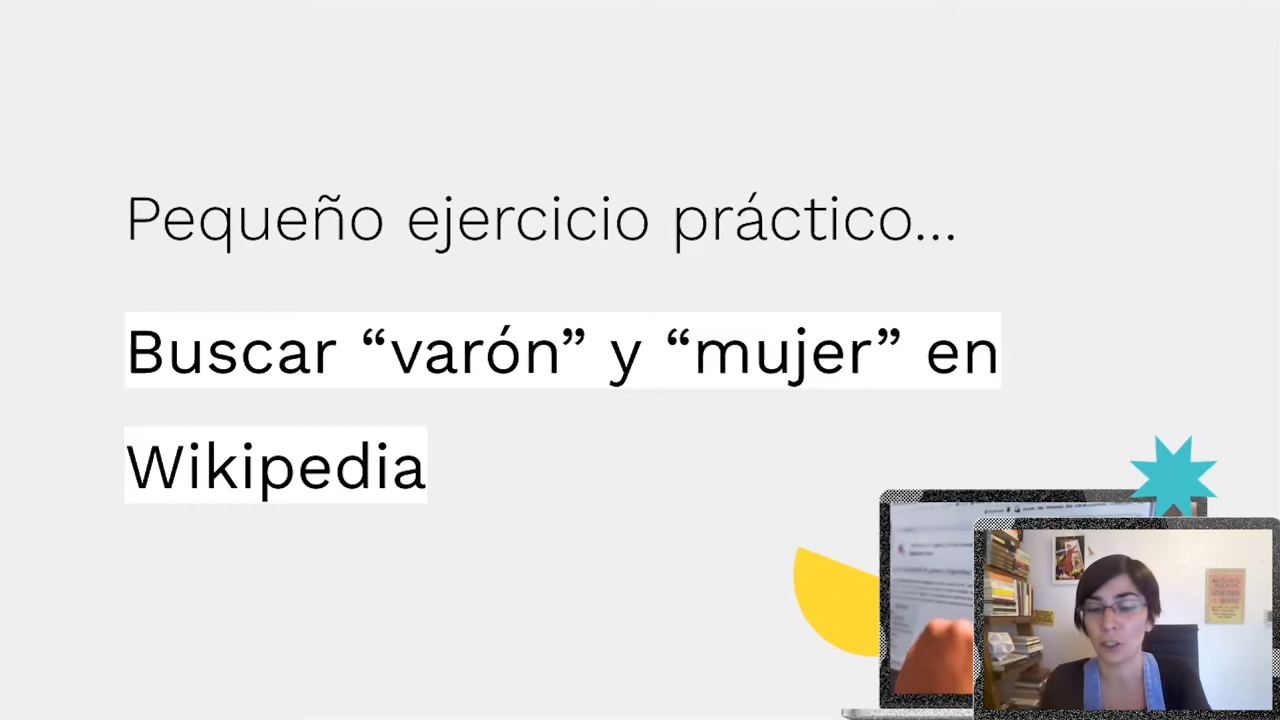 Pequeño ejercicio práctico...
Buscar “varón” y “mujer” en
Wikipedia